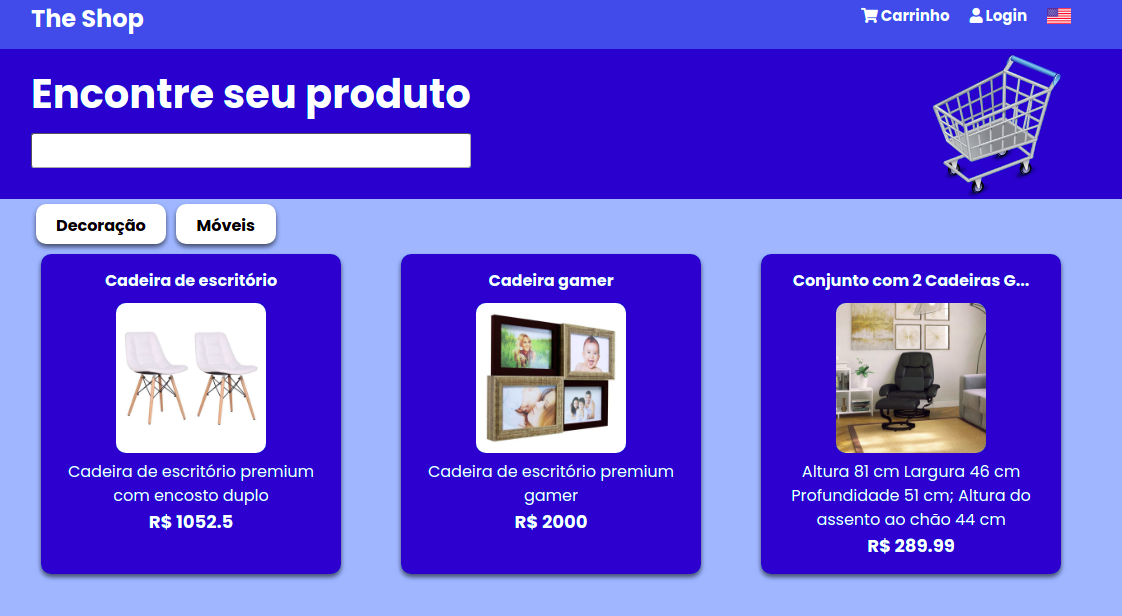 The Shop
Carrinho
Login
Encontre seu produto
Decoração
Móveis
Cadeira de escritório
Cadeira de escritório premium
com encosto duplo
R$ 1052.5
Cadeira gamer
Cadeira de escritório premium
gamer
R$ 2000
Conjunto com 2 Cadeiras G...
Altura 81 cm Largura 46 cm
Profundidade 51 cm; Altura do
assento ao chão 44 cm
R$ 289.99